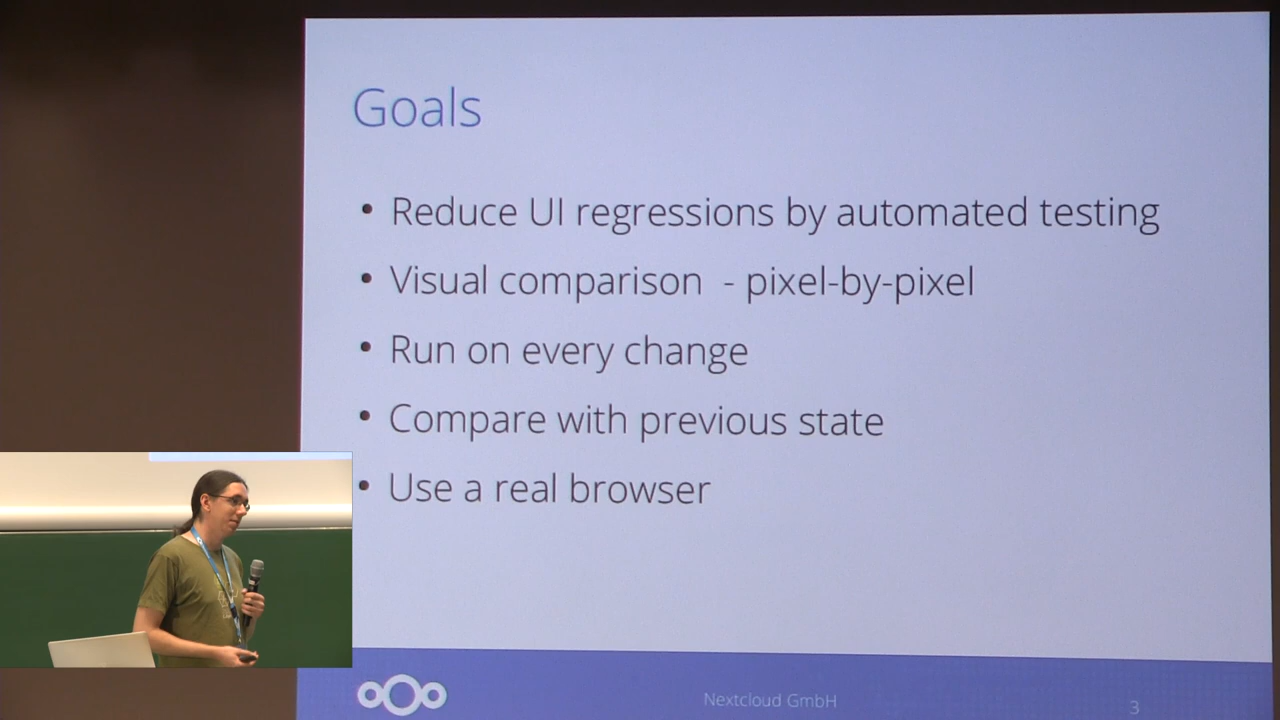 Goals
• Reduce UI regressions by automated testing
• Visual comparison - pixel-by-pixel
• Run on every change
• Compare with previous state
• Use a real browser
Nextcloud GmbH
3